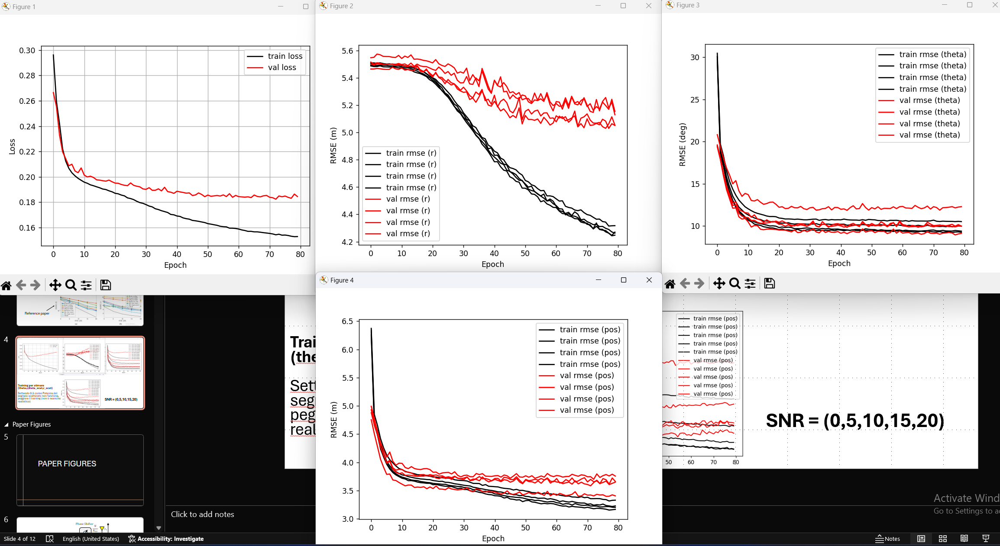 Figure 1
0.30
0.28
0.26
0.24
0.22
0.20
0.18
0.16
Loss
train loss
val loss
0 10 20 30 40 50 60 70 80
Epoch
Figure 2
5.6
5.4
5.2
5.0
4.8
4.6
4.4
4.2
RMSE (m)
train rmse (r)
train rmse (r)
train rmse (r)
train rmse (r)
val rmse (r)
val rmse (r)
val rmse (r)
val rmse (r)
0 10 20 30 40 50 60 70 80
Epoch
Figure 3
30
25
20
15
10
RMSE (deg)
train rmse (theta)
train rmse (theta)
train rmse (theta)
train rmse (theta)
val rmse (theta)
val rmse (theta)
val rmse (theta)
val rmse (theta)
0 10 20 30 40 50 60 70 80
Epoch
Figure 4
6.5
6.0
5.5
5.0
4.5
4.0
3.5
3.0
RMSE (m)
train rmse (pos)
train rmse (pos)
train rmse (pos)
train rmse (pos)
val rmse (pos)
val rmse (pos)
val rmse (pos)
val rmse (pos)
0 10 20 30 40 50 60 70 80
Epoch
Reference paper
4
Training per stimare
(theta,r,theta_scat,r_scat)
Settando 0.5 come Potenza del
segnale scatterato non funziona,
peggiore il training (non è neanche
realistico)
SNR = (0,5,10,15,20)
Paper Figures
5
PAPER FIGURES
6
Phase Shifter
Trai
(the
Sett
seg
peg
real
train rmse (pos)
train rmse (pos)
train rmse (pos)
train rmse (pos)
train rmse (pos)
val rmse (pos)
val rmse (pos)
val rmse (pos)
val rmse (pos)
val rmse (pos)
50 60 70 80
SNR = (0,5,10,15,20)
Click to add notes
Activate Wind
Go to Settings to a
Slide 4 of 12
English (United States)
Accessibility: Investigate
Notes